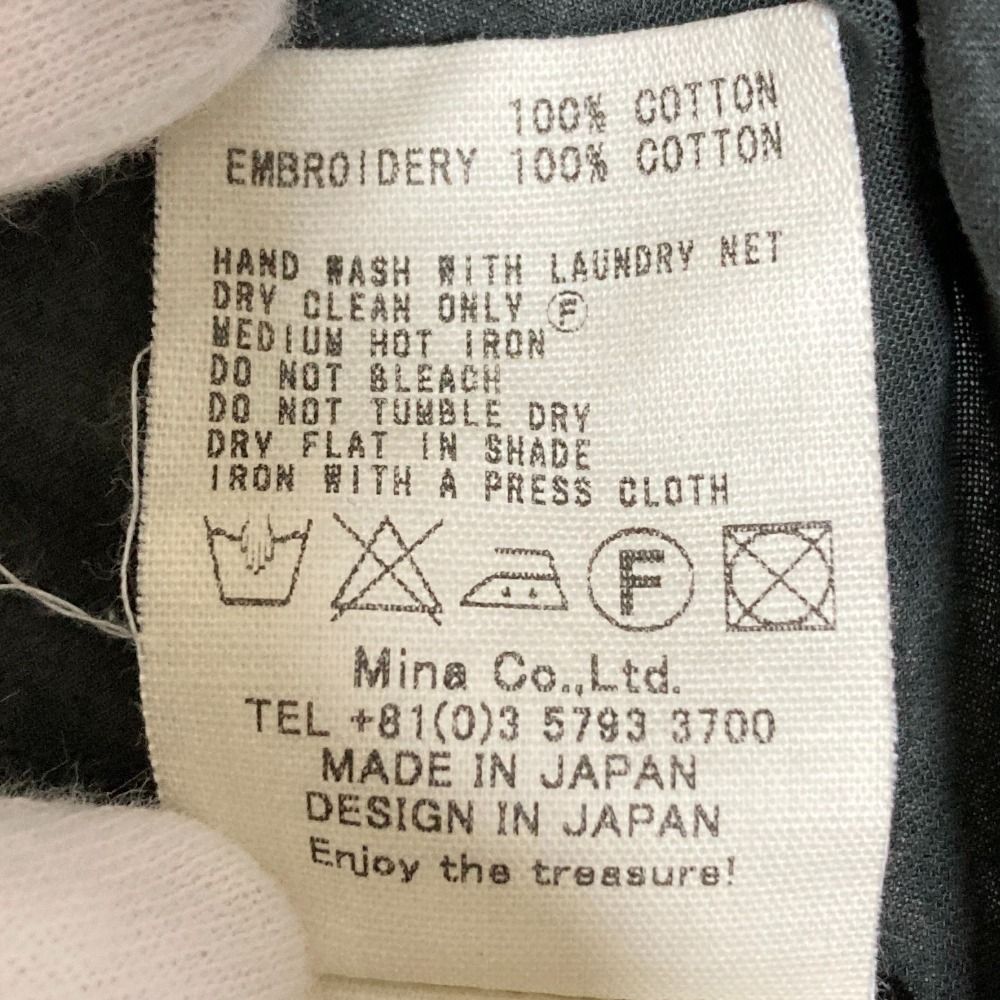 100% COTTON
EMBROIDERY 100% COTTON
HAND WASH WITH LAUNDRY NET
DRY CLEAN ONLY Ⓕ
MEDIUM HOT IRON
DO NOT BLEACH
DO NOT TUMBLE DRY
DRY FLAT IN SHADE
IRON WITH A PRESS CLOTH
F
Mina Co.,Ltd.
TEL +81(0)3 5793 3700
MADE IN JAPAN
DESIGN IN JAPAN
Enjoy the treasure!